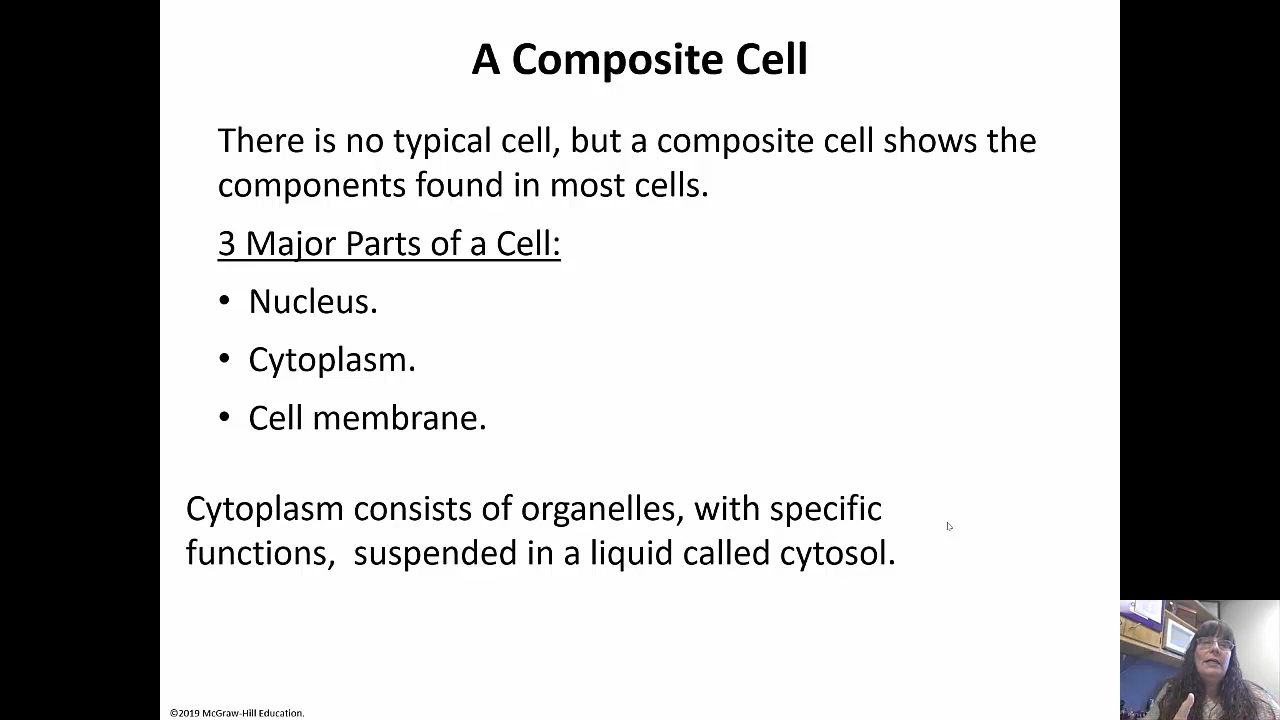 A Composite Cell
There is no typical cell, but a composite cell shows the
components found in most cells.
3 Major Parts of a Cell:
• Nucleus.
• Cytoplasm.
• Cell membrane.
Cytoplasm consists of organelles, with specific
functions,  suspended in a liquid called cytosol.
©2019 McGraw-Hill Education.